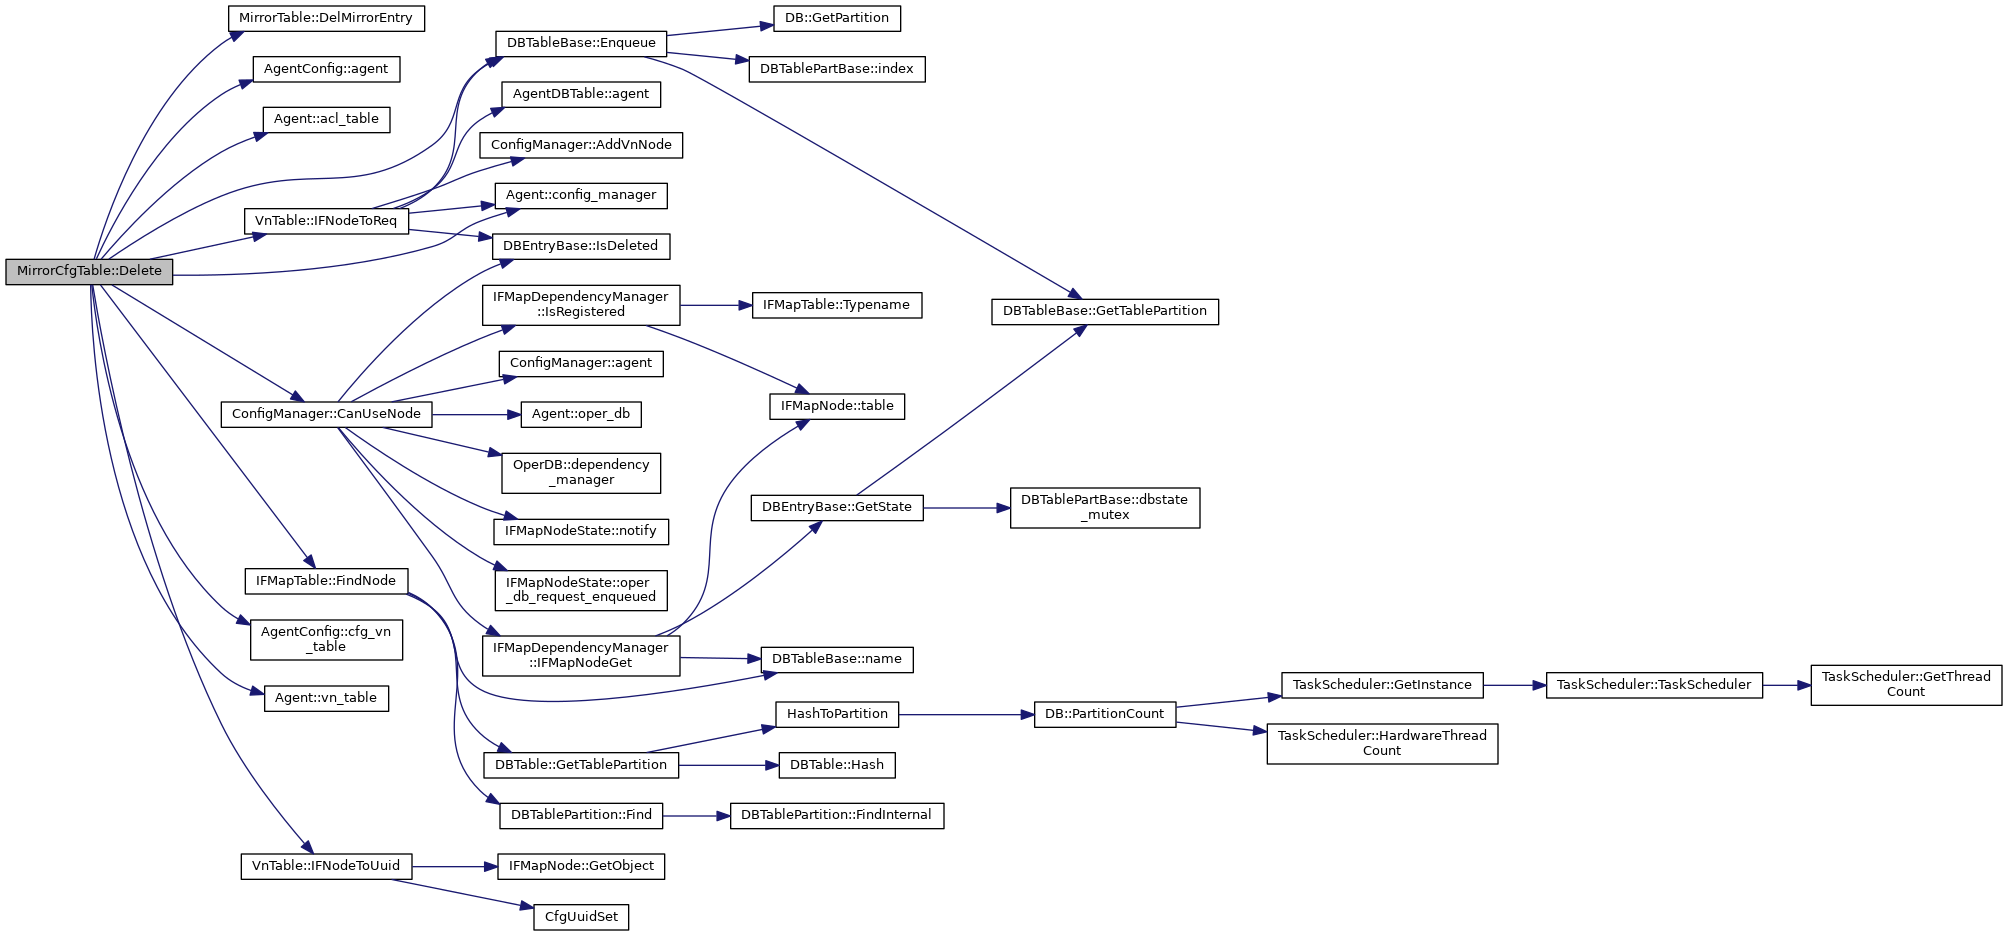 MirrorTable::DelMirrorEntry
DB::GetPartition
DBTableBase::Enqueue
AgentConfig::agent
DBTablePartBase::index
AgentDBTable::agent
Agent::acl_table
ConfigManager::AddVnNode
Agent::config_manager
VnTable::IFNodeToReq
DBEntryBase::IsDeleted
MirrorCfgTable::Delete
IFMapDependencyManager
::IsRegistered
IFMapTable::Typename
DBTableBase::GetTablePartition
ConfigManager::agent
IFMapNode::table
ConfigManager::CanUseNode
Agent::oper_db
OperDB::dependency
_manager
DBEntryBase::GetState
DBTablePartBase::dbstate
_mutex
IFMapNodeState::notify
IFMapTable::FindNode
IFMapNodeState::oper
_db_request_enqueued
AgentConfig::cfg_vn
_table
IFMapDependencyManager
::IFMapNodeGet
DBTableBase::name
Agent::vn_table
TaskScheduler::GetInstance
TaskScheduler::TaskScheduler
TaskScheduler::GetThread
Count
HashToPartition
DB::PartitionCount
TaskScheduler::HardwareThread
Count
DBTable::GetTablePartition
DBTable::Hash
DBTablePartition::Find
DBTablePartition::FindInternal
VnTable::IFNodeToUuid
IFMapNode::GetObject
CfgUuidSet